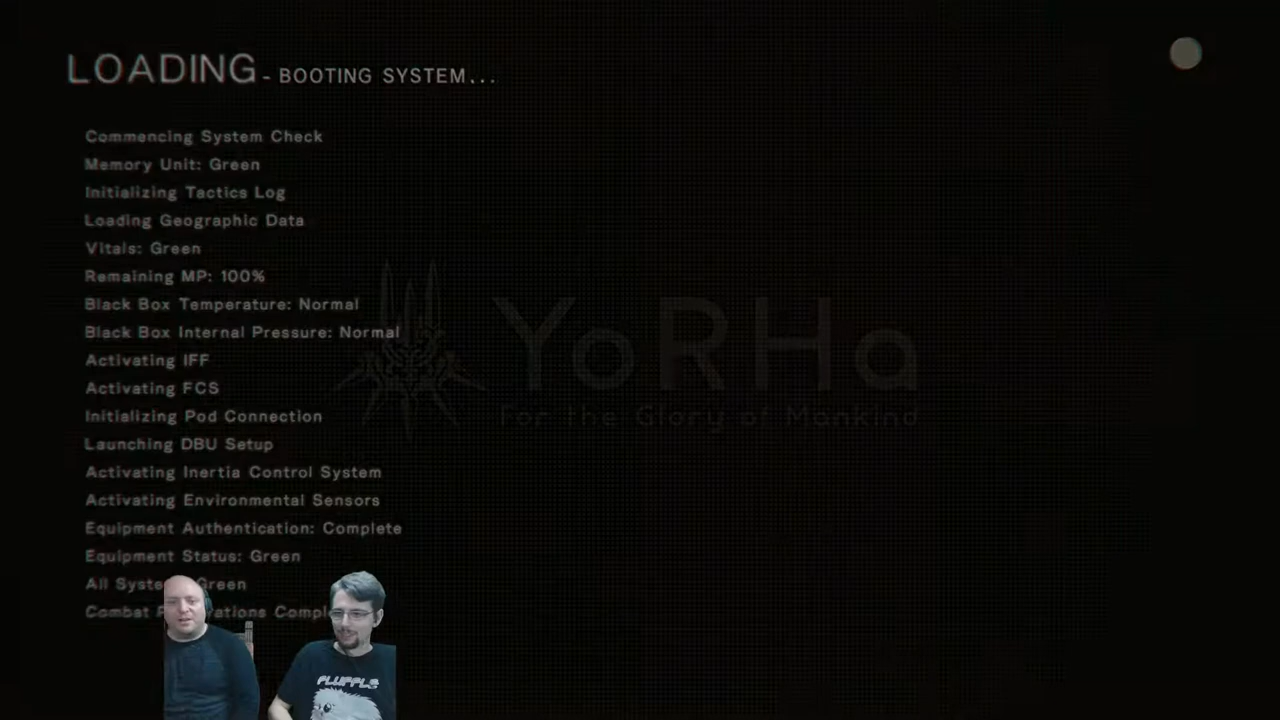 LOADING - BOOTING SYSTEM...
Commencing System Check
Memory Unit: Green
Initializing Tactics Log
Loading Geographic Data
Vitals: Green
Remaining MP: 100%
Black Box Temperature: Normal
Black Box Internal Pressure: Normal
Activating IFF
Activating FCS
Initializing Pod Connection
Launching DBU Setup
Activating Inertia Control System
Activating Environmental Sensors
Equipment Authentication: Complete
Equipment Status: Green
All Green
Combat
YoRHa
For the Glory of Mankind
FLUFFLE